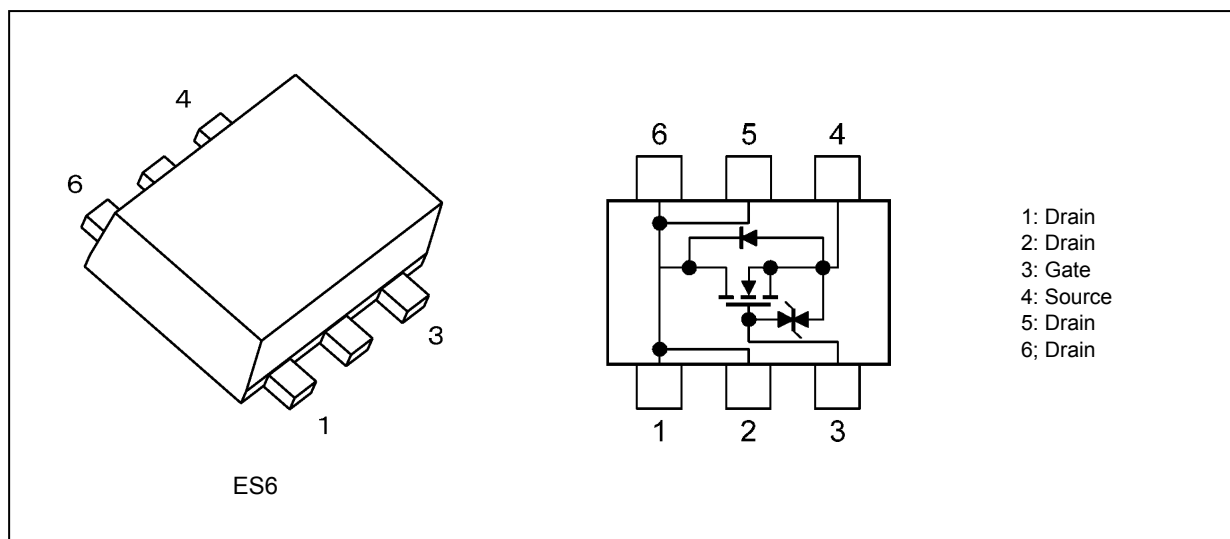 4
6
3
1
ES6
6 5 4
1 2 3
1: Drain
2: Drain
3: Gate
4: Source
5: Drain
6; Drain